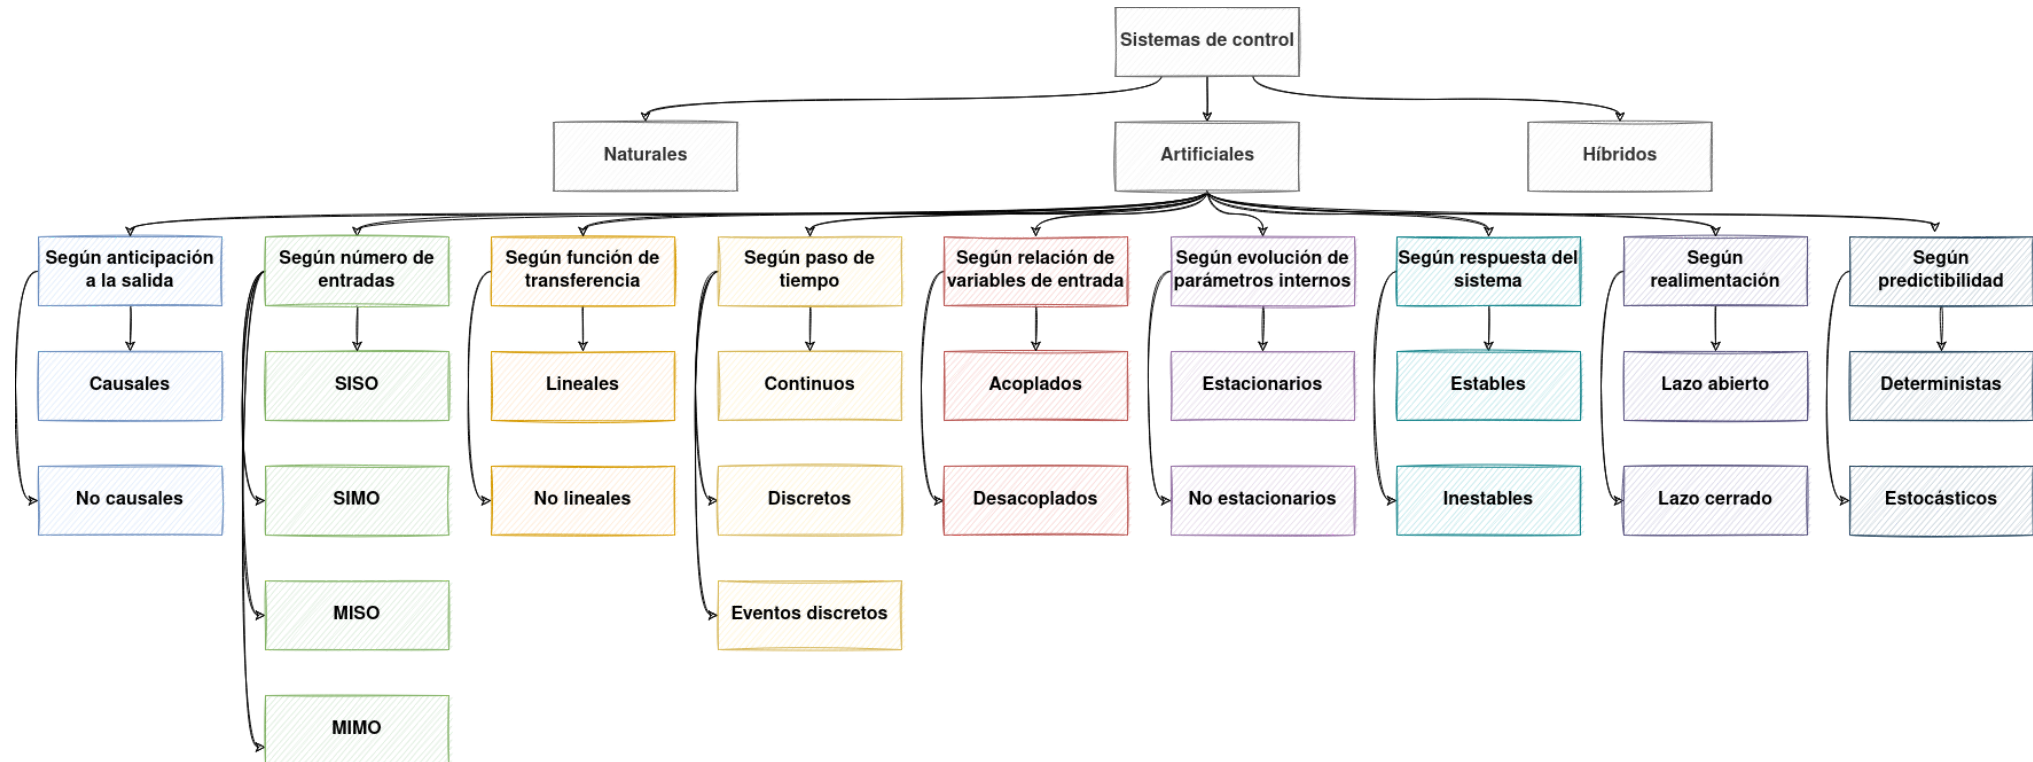 Sistemas de control
Naturales
Artificiales
Híbridos
Según anticipación
a la salida
Según número de
entradas
Según función de
transferencia
Según paso de
tiempo
Según relación de
variables de entrada
Según evolución de
parámetros internos
Según respuesta del
sistema
Según
realimentación
Según
predictibilidad
Causales
SISO
Lineales
Continuos
Acoplados
Estacionarios
Estables
Lazo abierto
Deterministas
No causales
SIMO
No lineales
Discretos
Desacoplados
No estacionarios
Inestables
Lazo cerrado
Estocásticos
MISO
Eventos discretos
MIMO